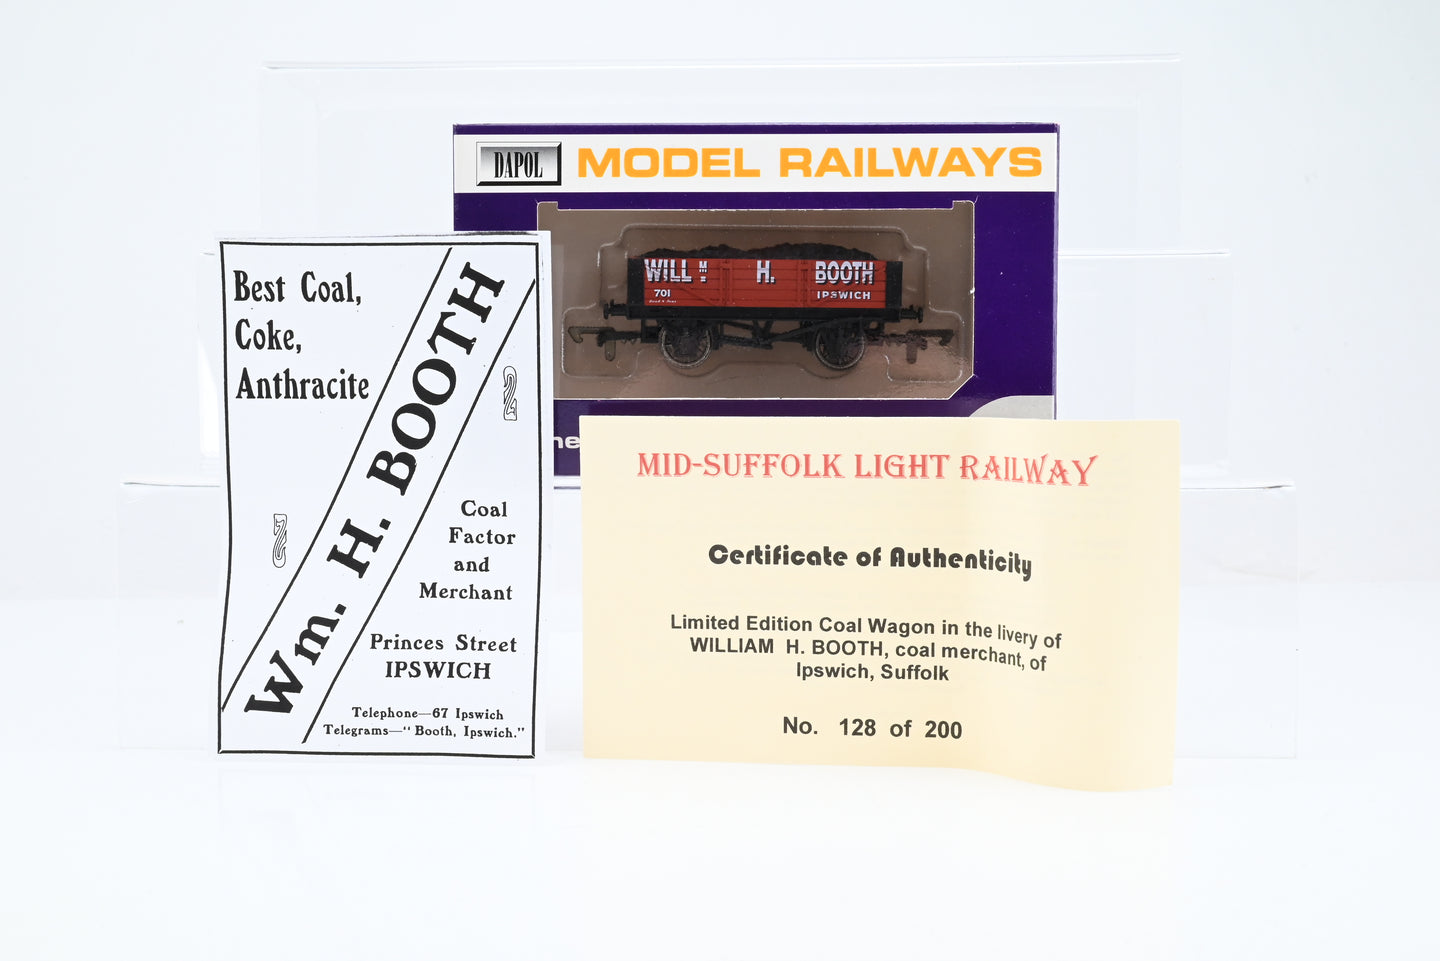 DAPOL
MODEL RAILWAYS
WILLᴹ H. BOOTH
701
IPSWICH
Best Coal,
Coke,
Anthracite
Wm. H. BOOTH
Coal
Factor
and
Merchant
Princes Street
IPSWICH
Telephone—67 Ipswich
Telegrams—"Booth, Ipswich."
MID-SUFFOLK LIGHT RAILWAY
Certificate of Authenticity
Limited Edition Coal Wagon in the livery of
WILLIAM H. BOOTH, coal merchant, of
Ipswich, Suffolk
No. 128 of 200